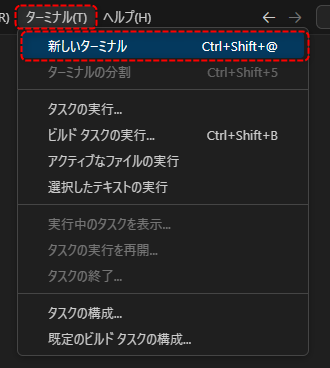 R) ターミナル(T) ヘルプ(H) ← →
新しいターミナル Ctrl+Shift+@
ターミナルの分割 Ctrl+Shift+5
タスクの実行...
ビルド タスクの実行... Ctrl+Shift+B
アクティブなファイルの実行
選択したテキストの実行
実行中のタスクを表示...
タスクの実行を再開...
タスクの終了...
タスクの構成...
既定のビルド タスクの構成...